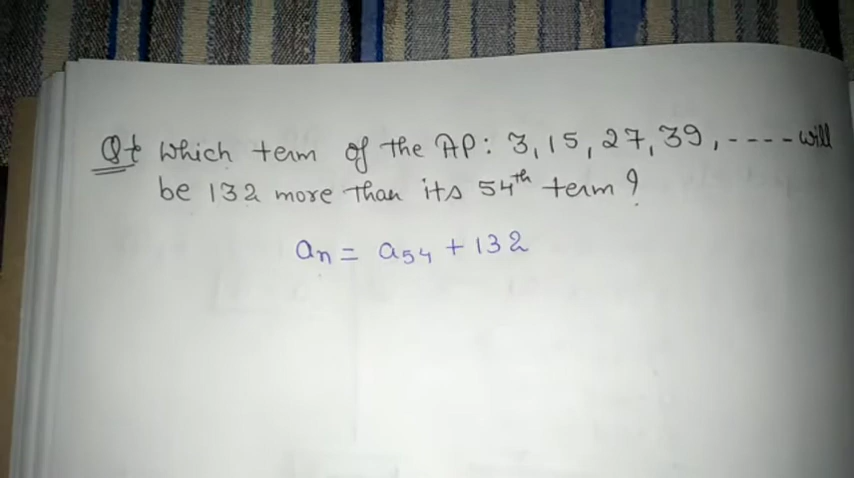 Q+ Which term of the AP: 3, 15, 27, 39, ---- will
be 132 more than its 54th term?
an = a54 + 132